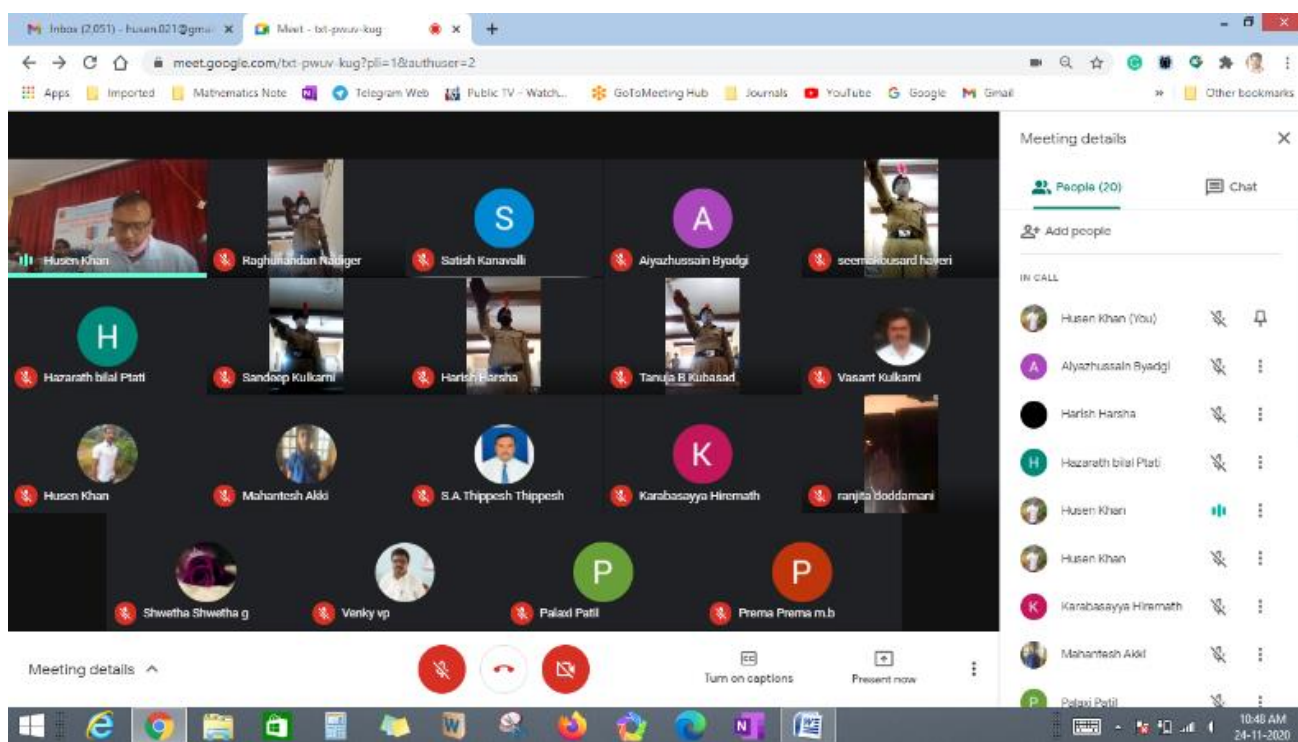 Inbox (2,051) - husen.021@gmai
Meet - txt-pwuv-kug
meet.google.com/txt-pwuv-kug?pli=1&authuser=2
Apps Imported Mathematics Note Telegram Web Public TV - Watch... GoToMeeting Hub Journals YouTube Google Gmail » Other bookmarks
Meeting details
People (20) Chat
Add people
IN CALL
Husen Khan (You)
Aiyazhussain Byadgi
Harish Harsha
Hazarath bilal Ptati
Husen Khan
Husen Khan
Karabasayya Hiremath
Mahantesh Akki
Palaxi Patil
Husen Khan Raghunandan Nadiger Satish Kanavalli Aiyazhussain Byadgi seemakousard haveri
S A
Hazarath bilal Ptati Sandeep Kulkarni Harish Harsha Tanuja B Kubasad Vasant Kulkarni
H
Husen Khan Mahantesh Akki S.A.Thippesh Thippesh Karabasayya Hiremath ranjita doddamani
K
Shwetha Shwetha g Venky vp Palaxi Patil Prema Prema m.b
P P
Meeting details
Turn on captions
Present now
10:48 AM
24-11-2020